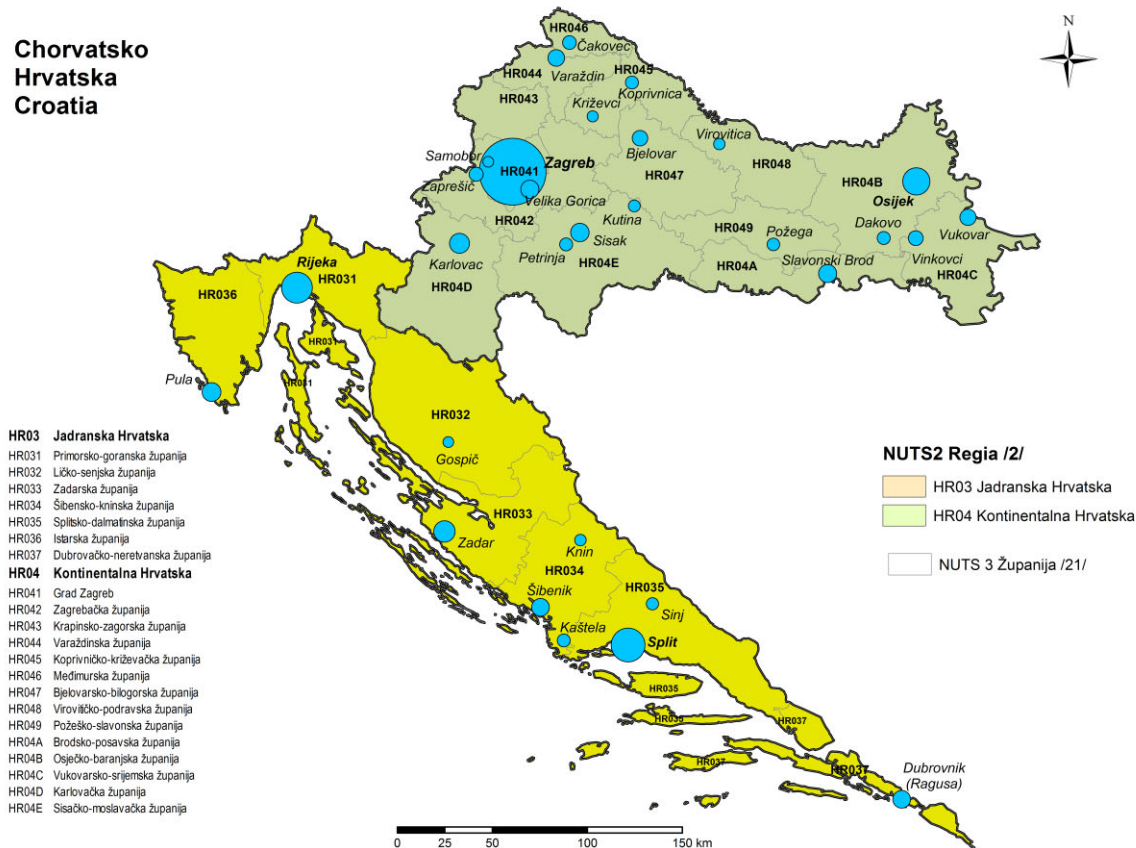 Chorvatsko
Hrvatska
Croatia
N
HR046
Čakovec
HR044
Varaždin
HR045
Koprivnica
HR043
Križevci
Virovitica
Bjelovar
HR048
Samobor
Zagreb
HR041
HR047
Zaprešić
Velika Gorica
HR04B
Osijek
HR042
Kutina
Sisak
HR049
Požega
Dakovo
Vukovar
Karlovac
Petrinja
HR04E
HR04A
Slavonski Brod
Vinkovci
HR04C
HR04D
Rijeka
HR031
HR036
HR031
HR031
Pula
HR032
Gospič
HR033
Zadar
Knin
HR034
HR035
Šibenik
Sinj
Kaštela
Split
HR035
HR035
HR037
HR037
HR037
Dubrovnik
(Ragusa)
HR03 Jadranska Hrvatska
HR031 Primorsko-goranska županija
HR032 Ličko-senjska županija
HR033 Zadarska županija
HR034 Šibensko-kninska županija
HR035 Splitsko-dalmatinska županija
HR036 Istarska županija
HR037 Dubrovačko-neretvanska županija
HR04 Kontinentalna Hrvatska
HR041 Grad Zagreb
HR042 Zagrebačka županija
HR043 Krapinsko-zagorska županija
HR044 Varaždinska županija
HR045 Koprivničko-križevačka županija
HR046 Međimurska županija
HR047 Bjelovarsko-bilogorska županija
HR048 Virovitičko-podravska županija
HR049 Požeško-slavonska županija
HR04A Brodsko-posavska županija
HR04B Osječko-baranjska županija
HR04C Vukovarsko-srijemska županija
HR04D Karlovačka županija
HR04E Sisačko-moslavačka županija
NUTS2 Regia /2/
HR03 Jadranska Hrvatska
HR04 Kontinentalna Hrvatska
NUTS 3 Županija /21/
0 25 50 100 150 km